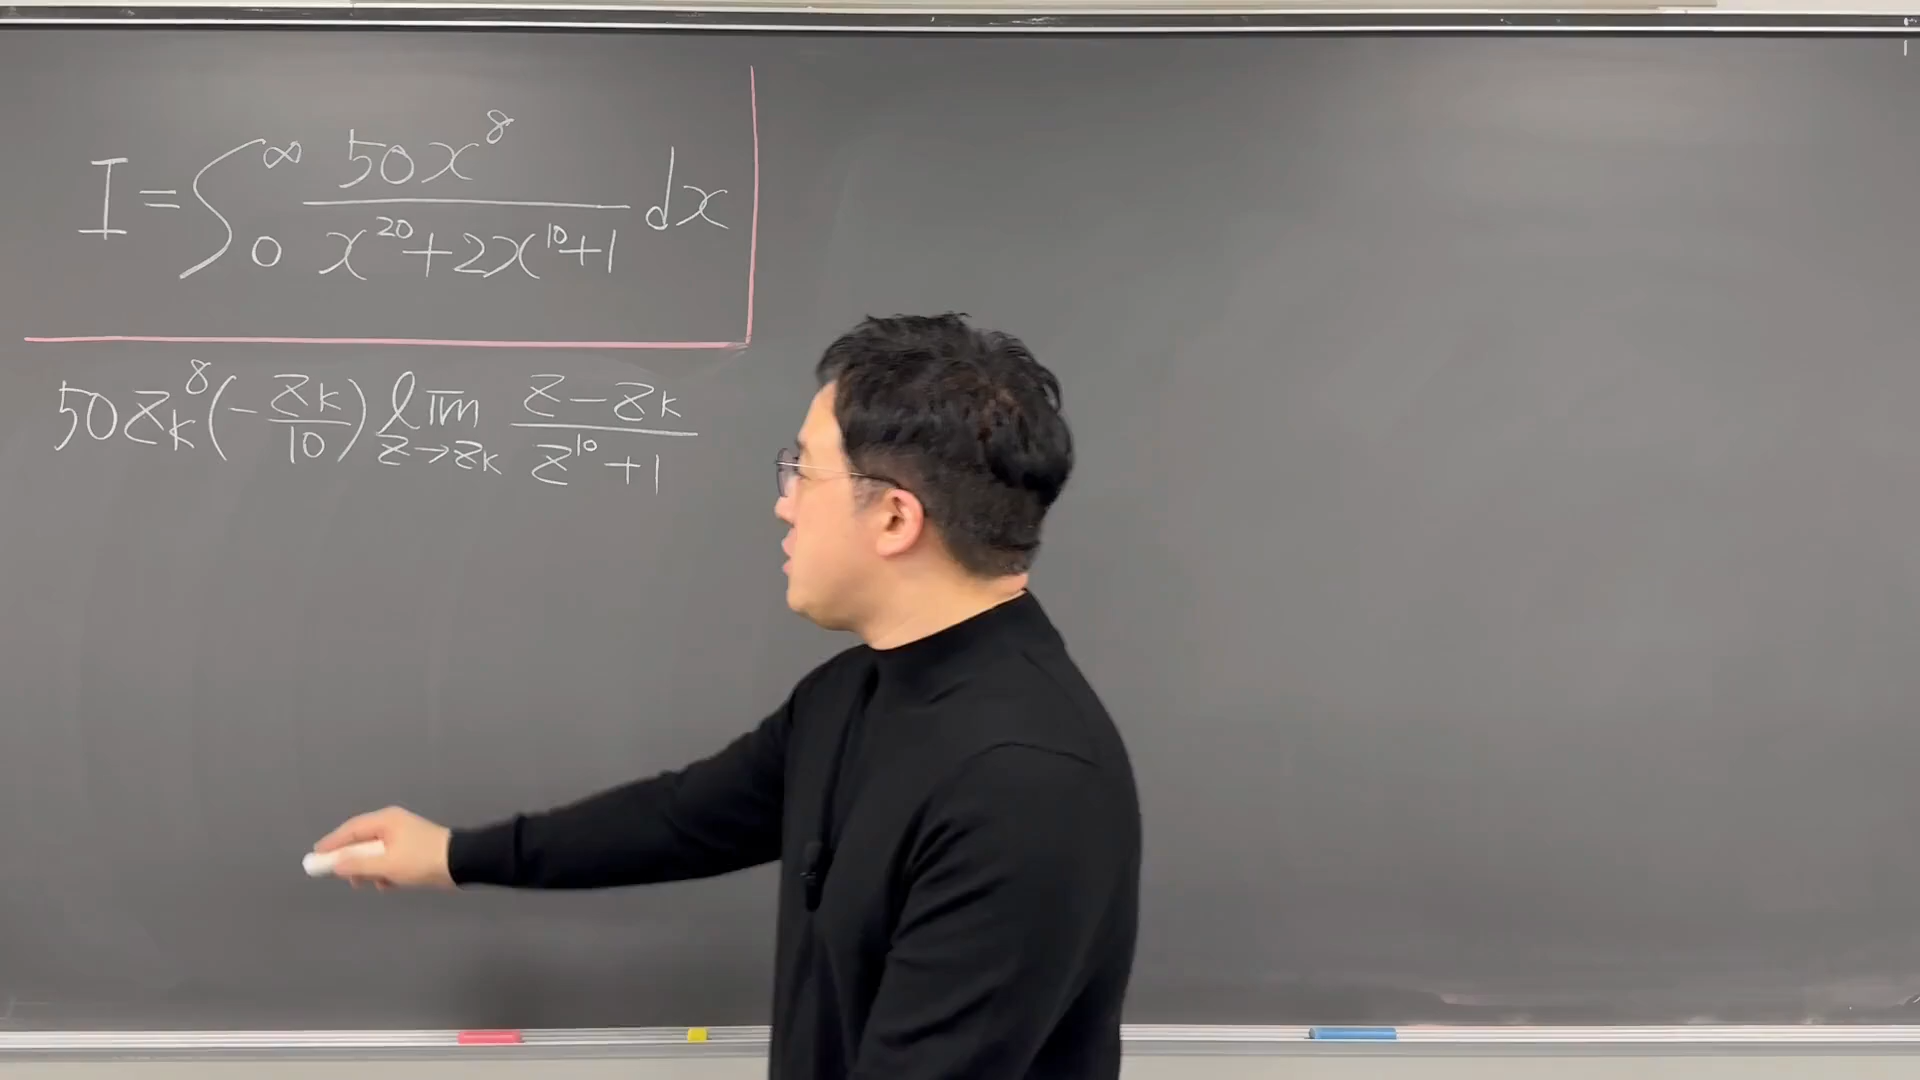 I = ∫₀^∞ 50x⁸ / (x²⁰+2x¹⁰+1) dx
50z_k⁸ (−z_k/10) lim_{z→z_k} (z−z_k)/(z¹⁰+1)